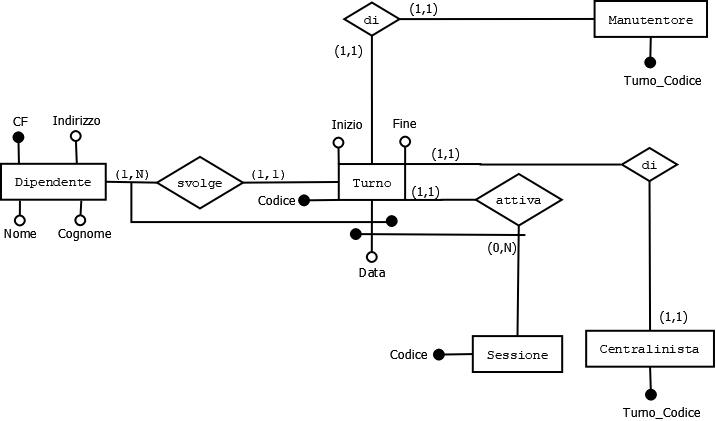 (1,1)
di
Manutentore
(1,1)
Turno_Codice
CF
Indirizzo
Inizio
Fine
(1,1)
di
(1,N)
(1,1)
Dipendente
svolge
Turno
(1,1)
attiva
Codice
Nome
Cognome
(0,N)
Data
(1,1)
Codice
Sessione
Centralinista
Turno_Codice